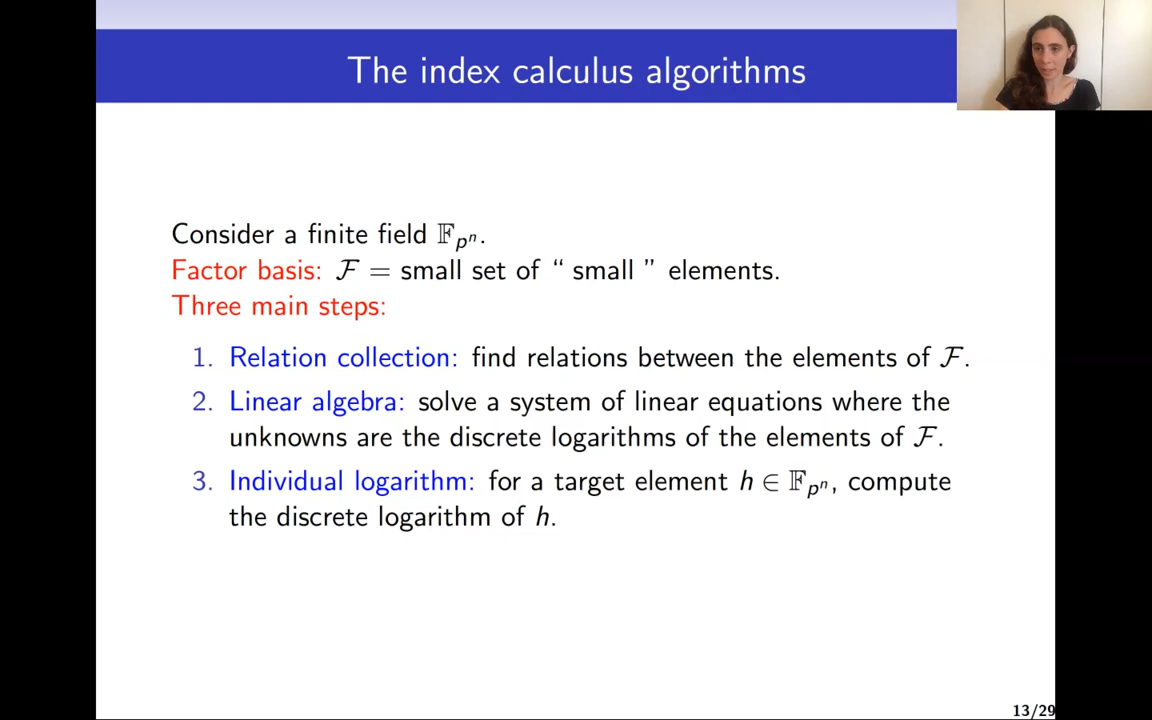 The index calculus algorithms
Consider a finite field 𝔽_{pⁿ}.
Factor basis: ℱ = small set of “ small ” elements.
Three main steps:
1. Relation collection: find relations between the elements of ℱ.
2. Linear algebra: solve a system of linear equations where the
unknowns are the discrete logarithms of the elements of ℱ.
3. Individual logarithm: for a target element h ∈ 𝔽_{pⁿ}, compute
the discrete logarithm of h.
13/29